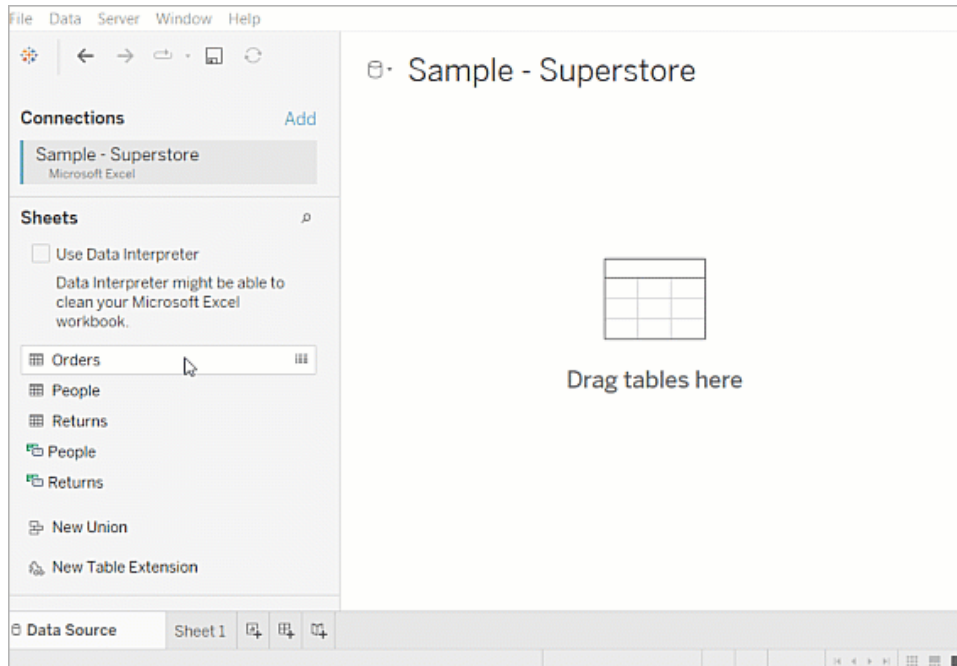 File Data Server Window Help
Sample - Superstore
Connections Add
Sample - Superstore
Microsoft Excel
Sheets
Use Data Interpreter
Data Interpreter might be able to
clean your Microsoft Excel
workbook.
Orders
People
Returns
People
Returns
New Union
New Table Extension
Drag tables here
Data Source Sheet 1